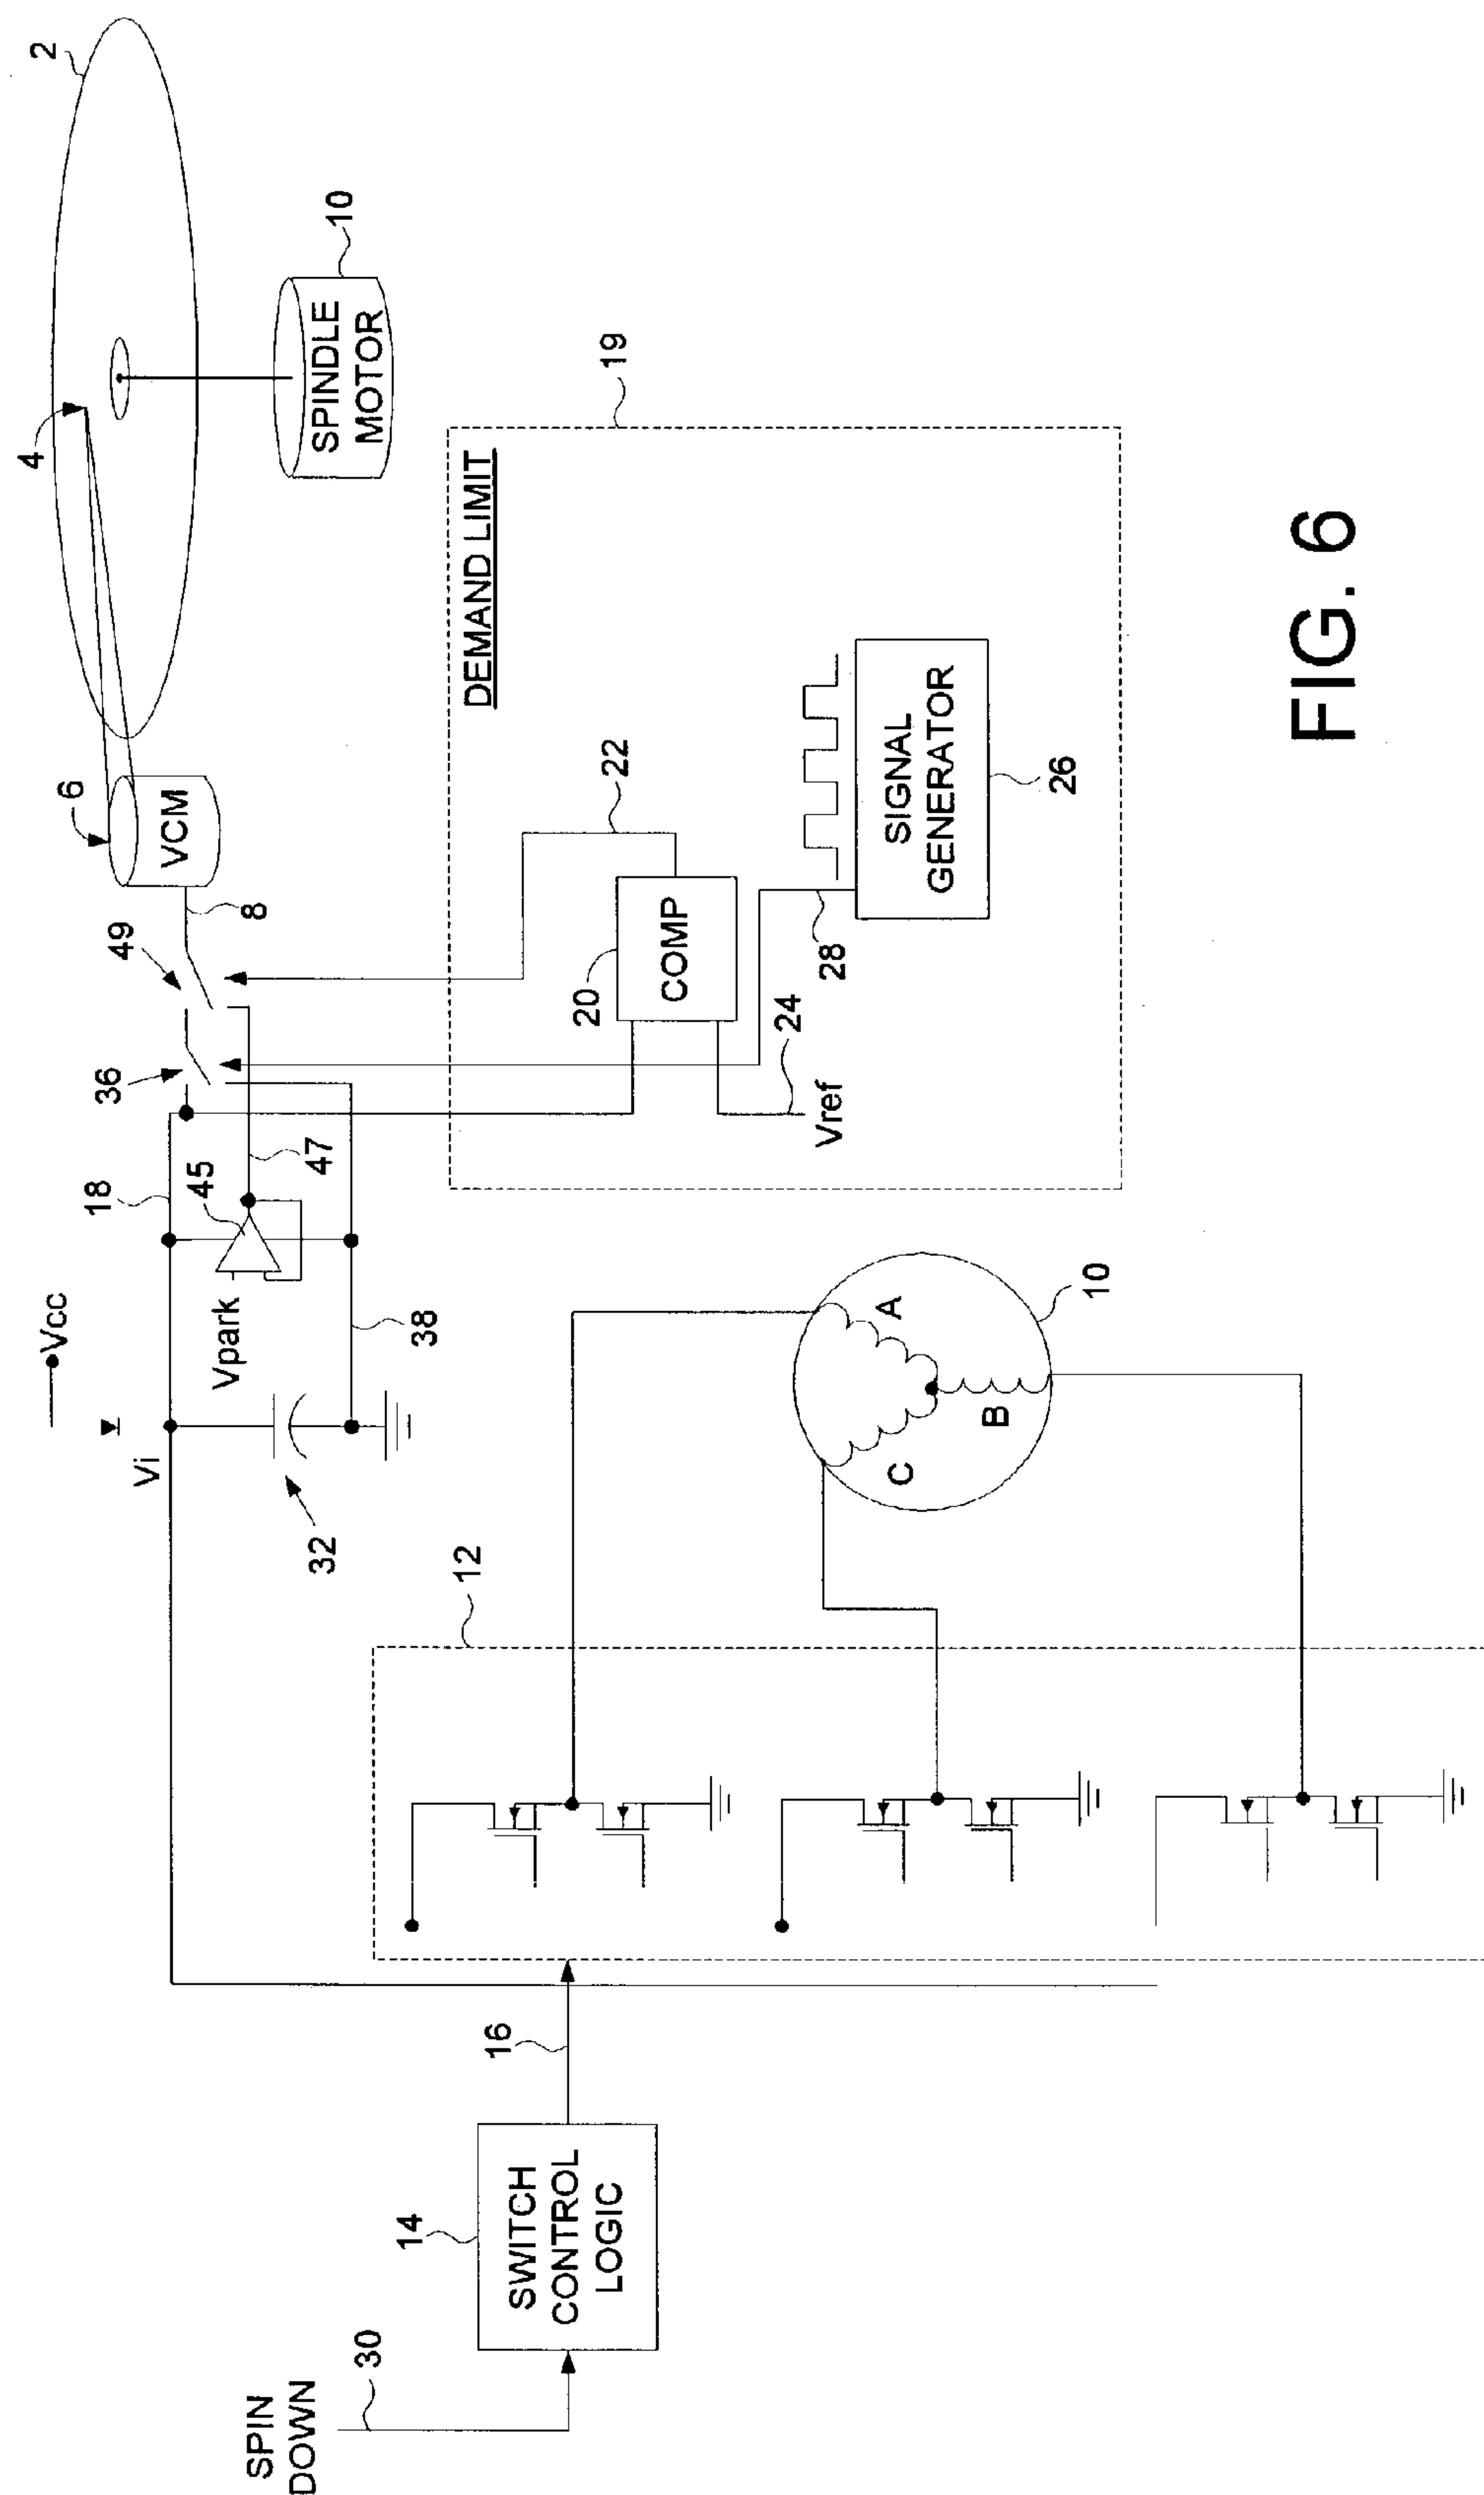 2
4
SPINDLE
MOTOR
10
6
VCM
8
49
36
18
45
47
Vcc
Vpark
38
Vi
32
DEMAND LIMIT
19
22
20
COMP
24
Vref
28
SIGNAL
GENERATOR
26
12
A
B
C
10
SPIN
DOWN
30
14
SWITCH
CONTROL
LOGIC
16
FIG. 6